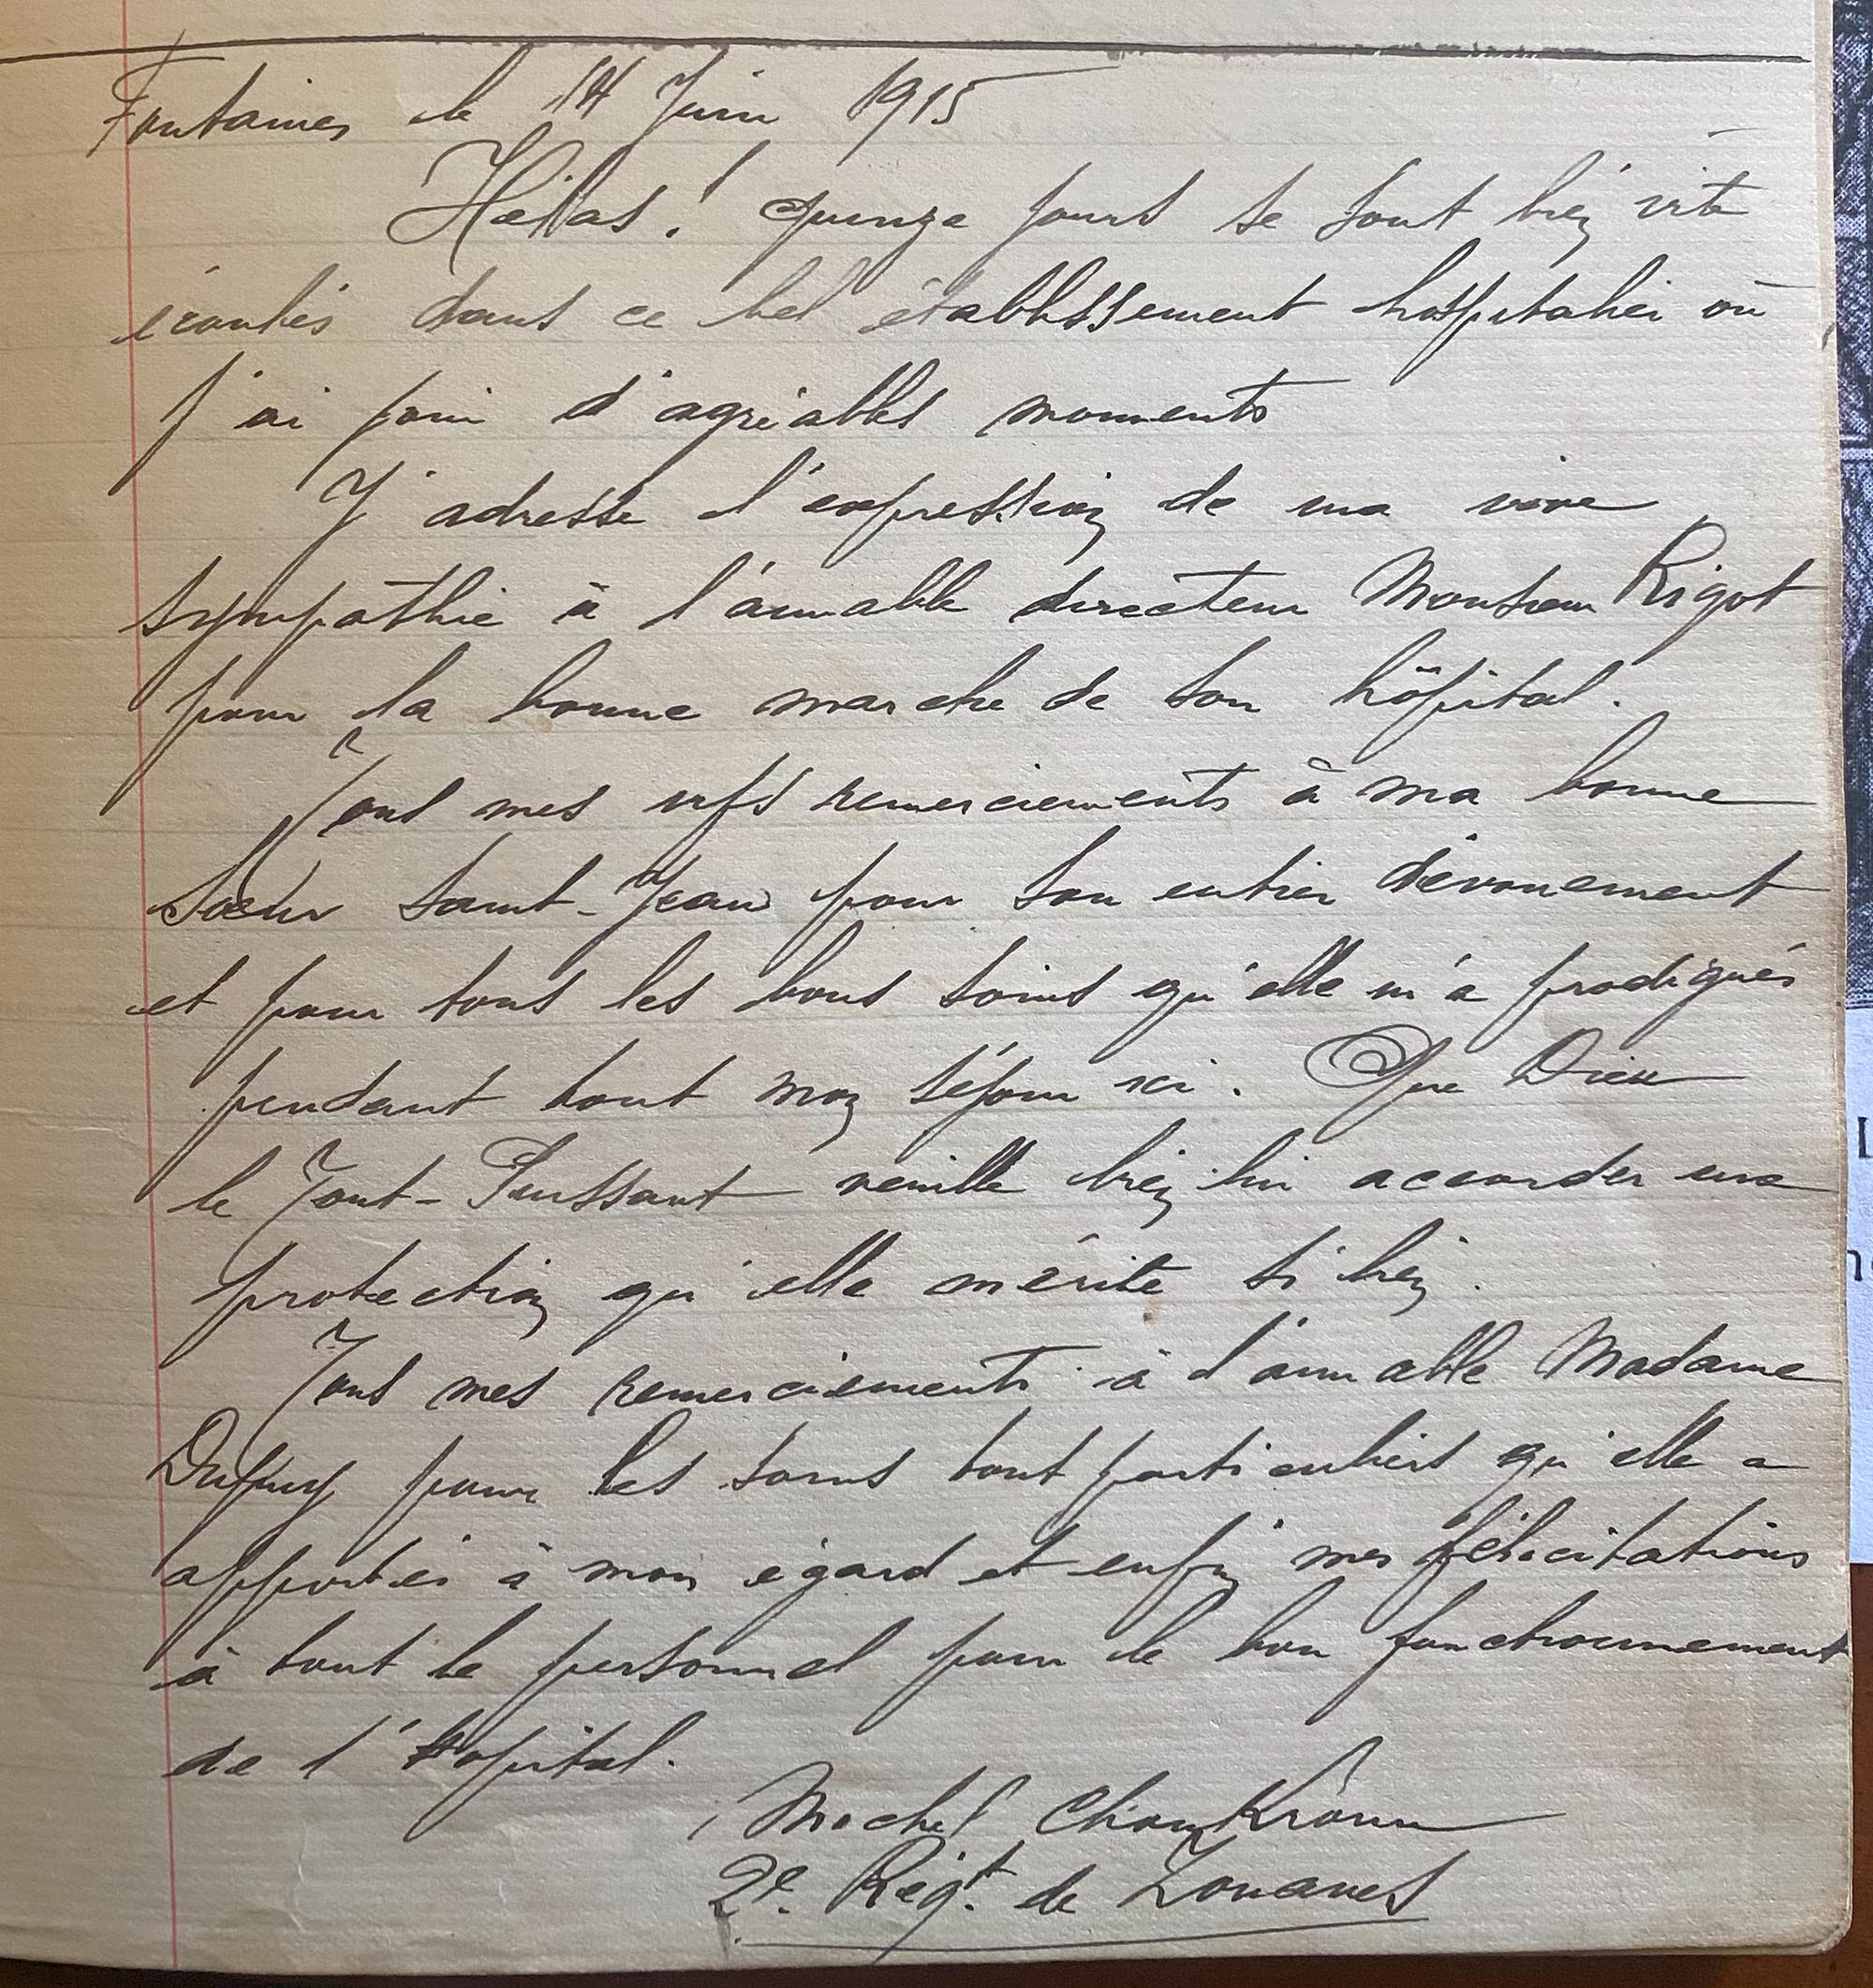 Fontaines le 14 Juin 1915
Hélas ! quinze jours se sont bien vite
écoulés dans ce bel établissement hospitalier où
j'ai joui d'agréables moments
J'adresse l'expression de ma vive
sympathie à l'aimable directeur Monsieur Rigot
pour la bonne marche de son hôpital.
Tous mes vifs remerciements à ma bonne
Soeur Saint-Jean pour son entier dévouement
et pour tous les bons soins qu'elle m'a prodigués
pendant tout mon séjour ici. Que Dieu
le Tout-Puissant veuille bien lui accorder une
protection qu'elle mérite si bien.
Tous mes remerciements à l'aimable Madame
Dupuy pour les soins tout particuliers qu'elle a
apportés à mon égard et enfin mes félicitations
à tout le personnel pour le bon fonctionnement
de l'hopital.
Michel Choukroun
2e. Régt. de Zouaves